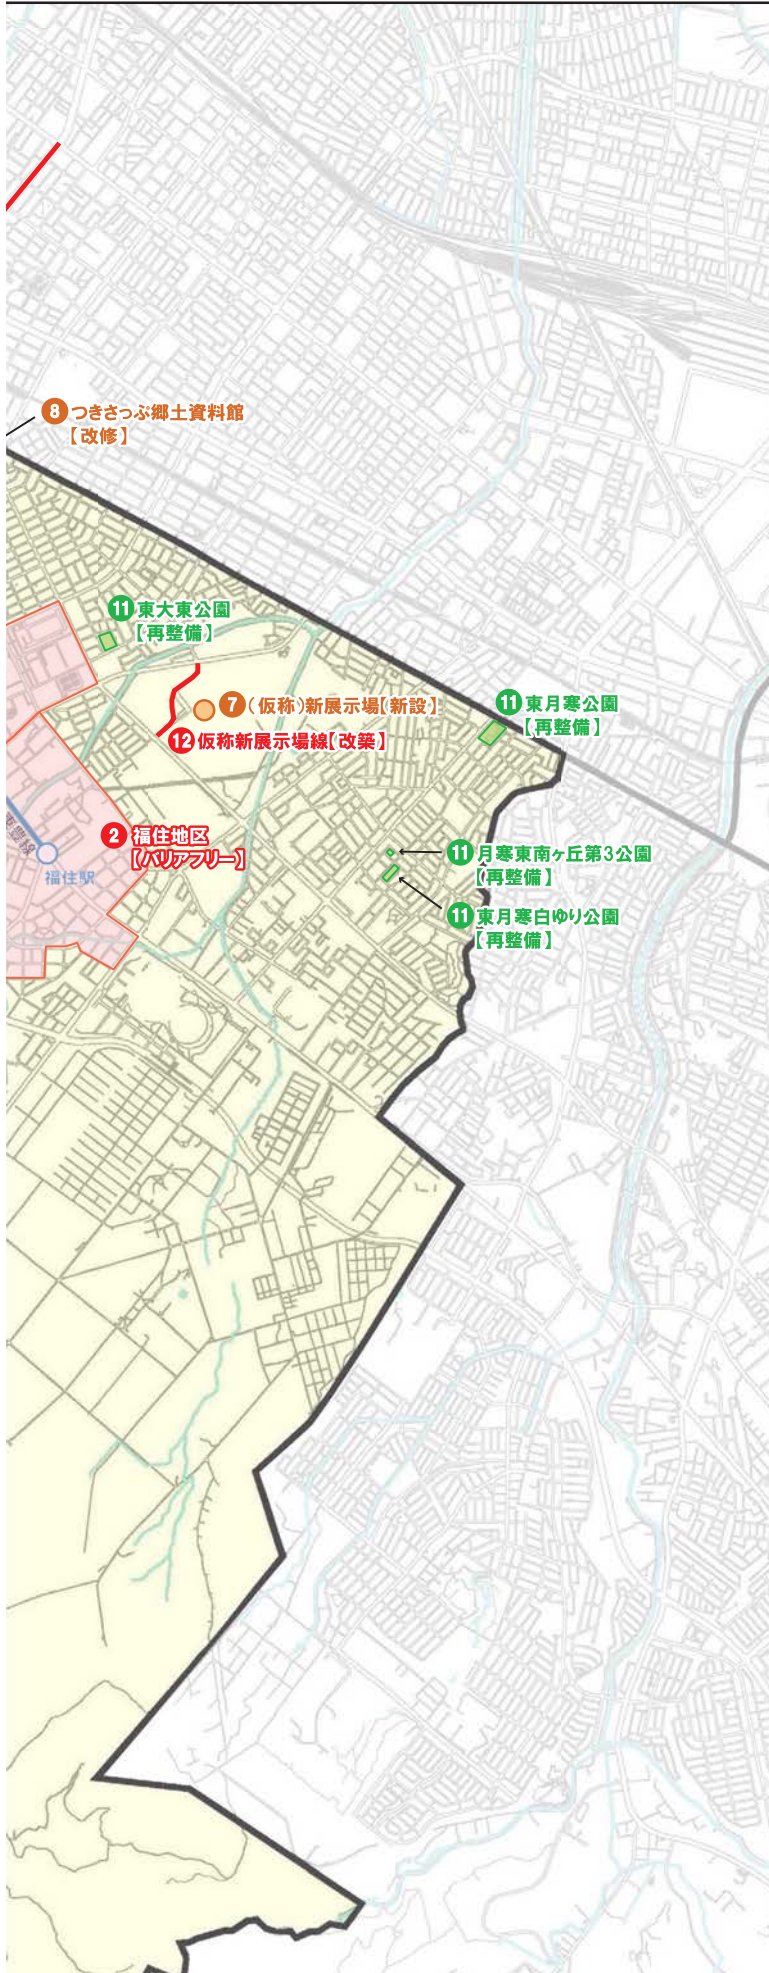 8 つきさっぷ郷土資料館
【改修】
11 東大東公園
【再整備】
7 (仮称)新展示場【新設】
11 東月寒公園
【再整備】
12 仮称新展示場線【改築】
2 福住地区
【バリアフリー】
福住駅
11 月寒東南ヶ丘第3公園
【再整備】
11 東月寒白ゆり公園
【再整備】